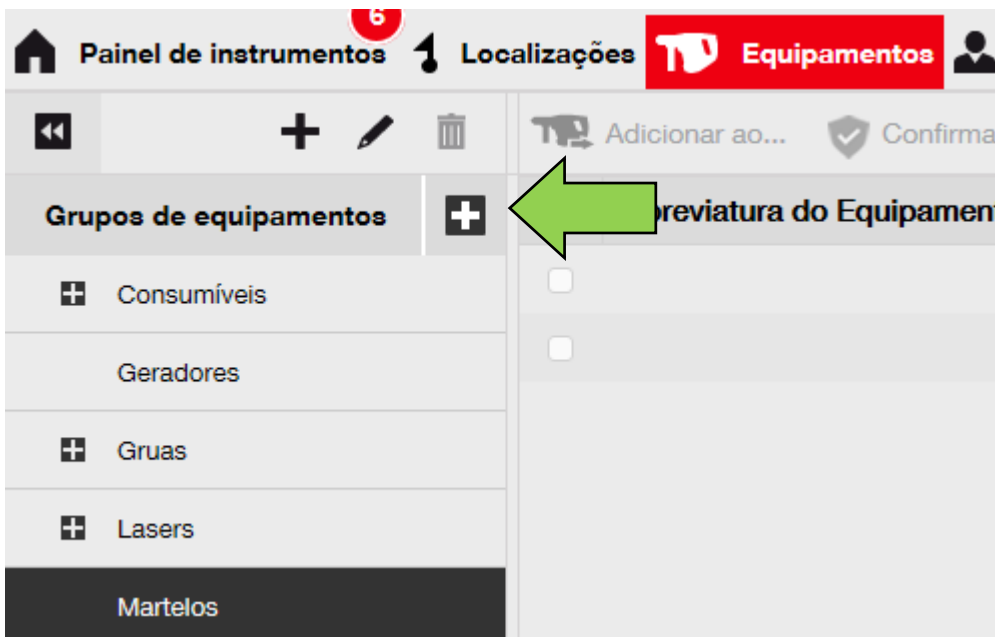 6
Painel de instrumentos Localizações Equipamentos
Adicionar ao... Confirma
Grupos de equipamentos
breviatura do Equipament
Consumíveis
Geradores
Gruas
Lasers
Martelos